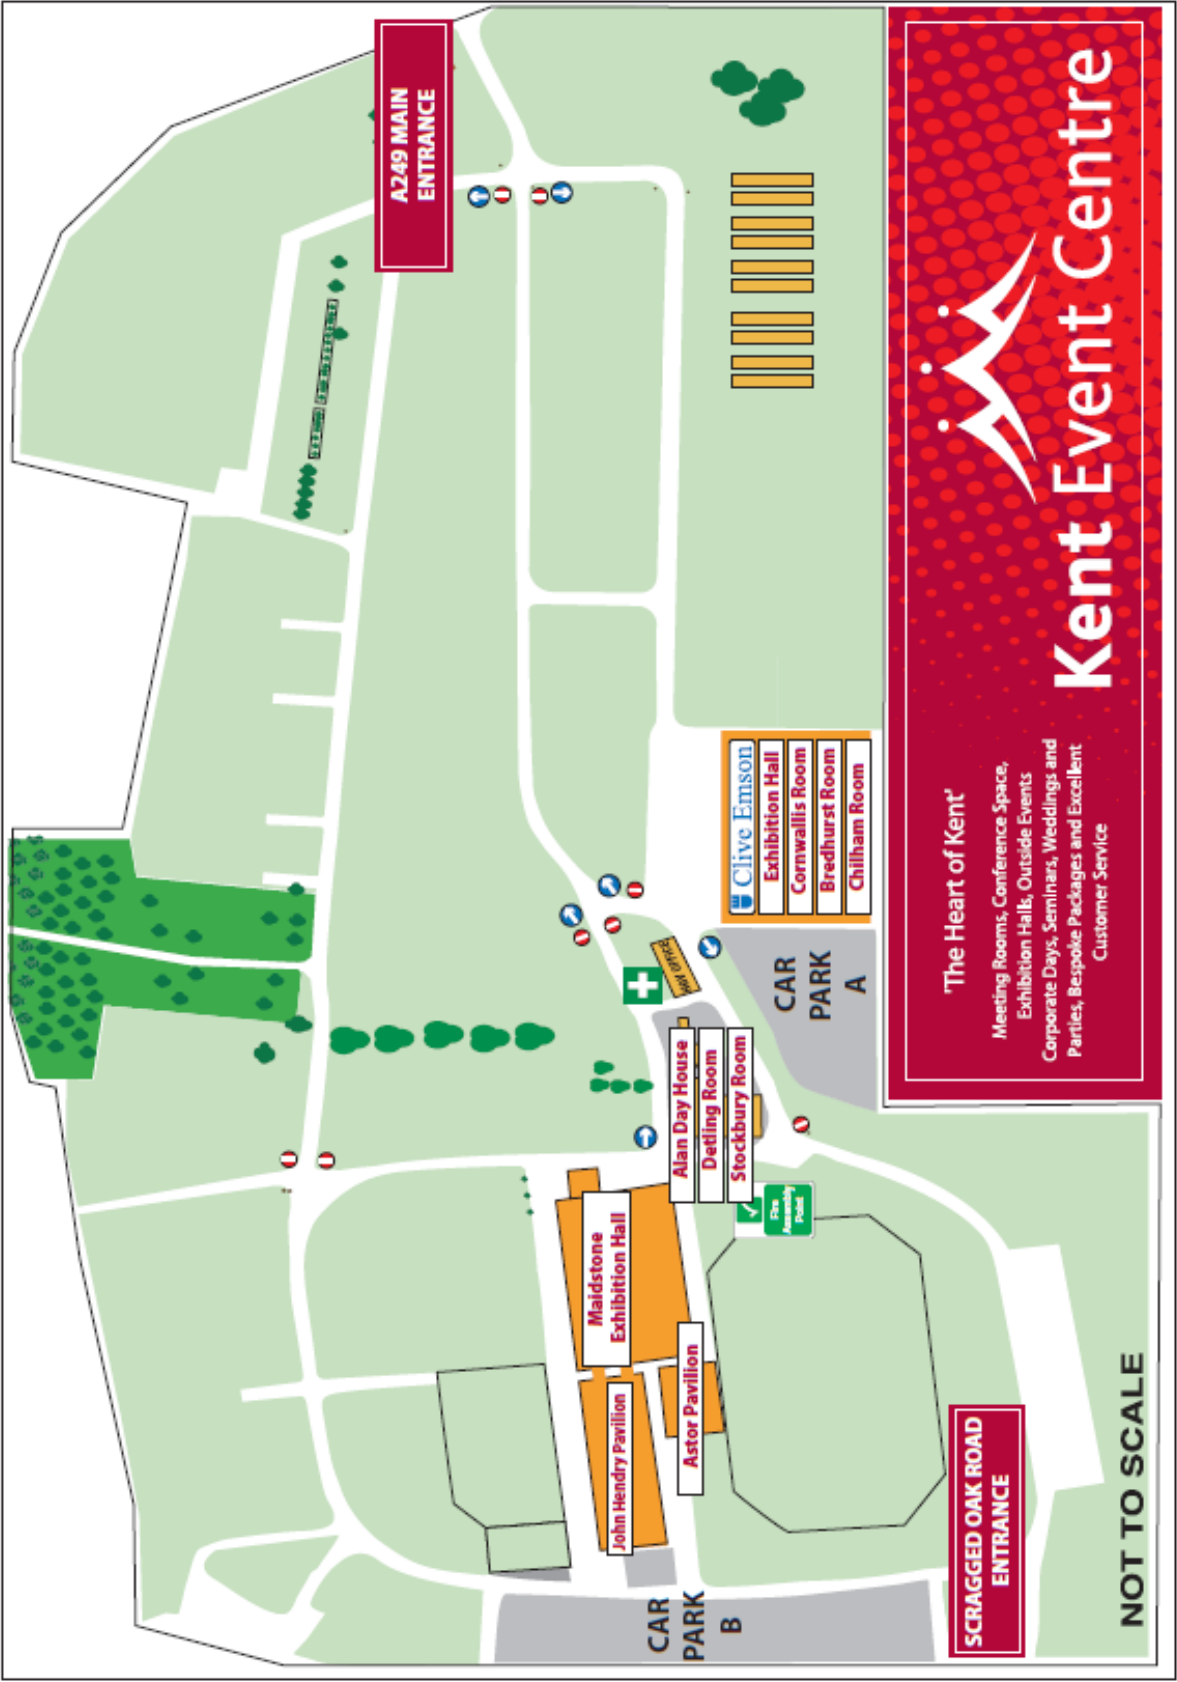 A249 MAIN
ENTRANCE
Clive Emson
Exhibition Hall
Cornwallis Room
Bredhurst Room
Chilham Room
CAR
PARK
A
Alan Day House
Detling Room
Stockbury Room
Fire
Assembly
Point
Maidstone
Exhibition Hall
John Hendry Pavilion
Astor Pavilion
CAR
PARK
B
SCRAGGED OAK ROAD
ENTRANCE
NOT TO SCALE
'The Heart of Kent'
Meeting Rooms, Conference Space,
Exhibition Halls, Outside Events
Corporate Days, Seminars, Weddings and
Parties, Bespoke Packages and Excellent
Customer Service
Kent Event Centre